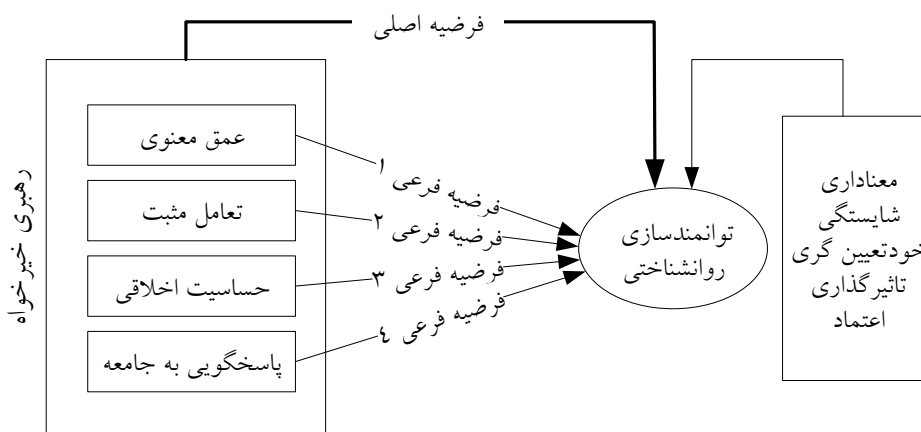 فرضیه اصلی
رهبری خیرخواه
عمق معنوی
تعامل مثبت
حساسیت اخلاقی
پاسخگویی به جامعه
فرضیه فرعی ۱
فرضیه فرعی ۲
فرضیه فرعی ۳
فرضیه فرعی ٤
توانمندسازی
روانشناختی
معناداری
شایستگی
خودتعیین گری
تاثیرگذاری
اعتماد